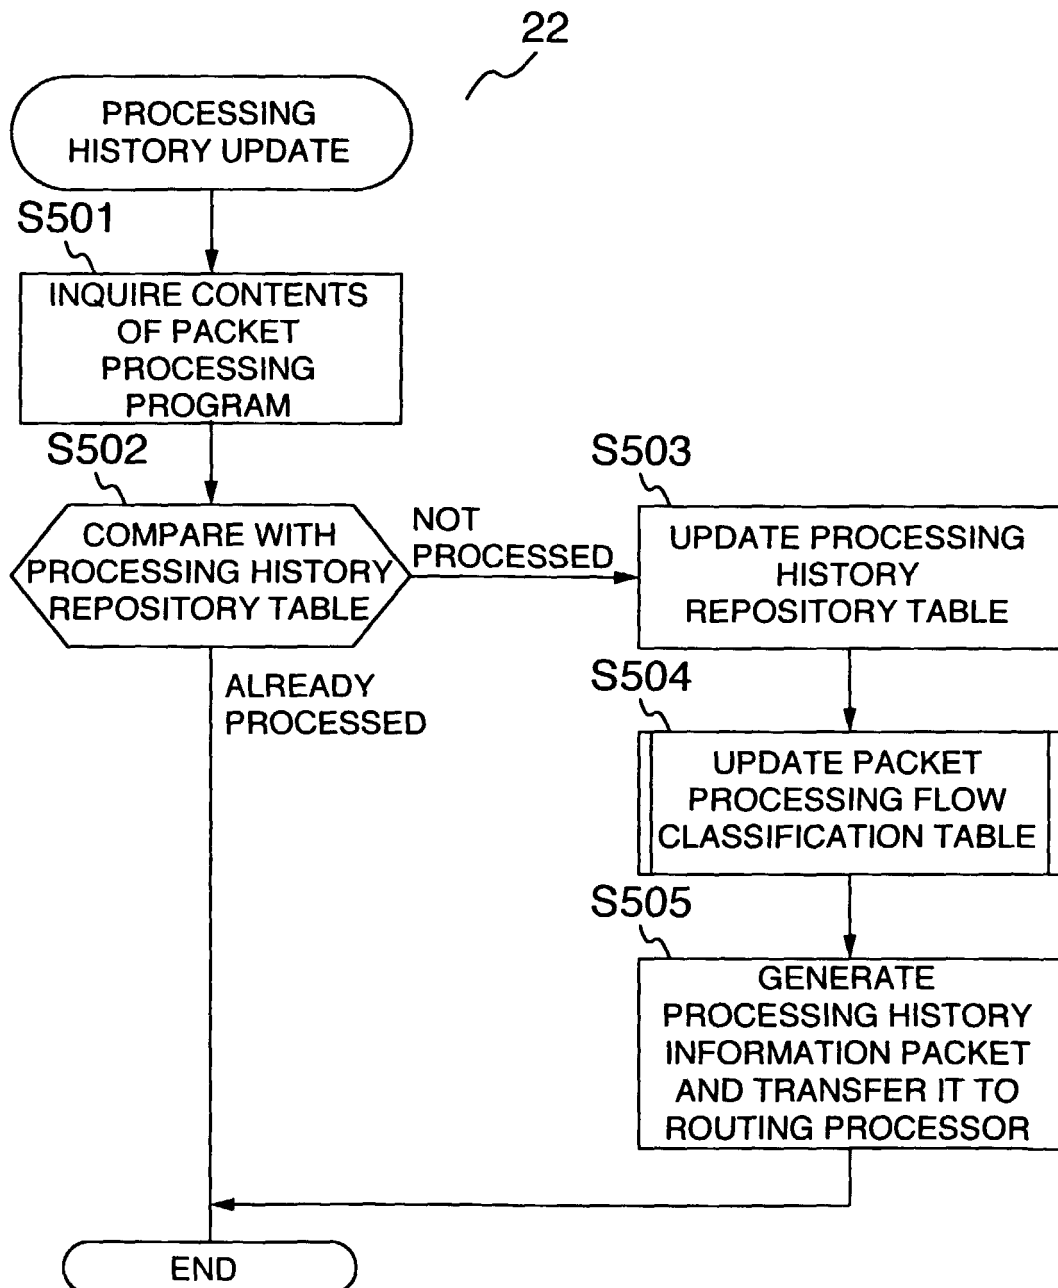 22
PROCESSING
HISTORY UPDATE
S501
INQUIRE CONTENTS
OF PACKET
PROCESSING
PROGRAM
S502
COMPARE WITH
PROCESSING HISTORY
REPOSITORY TABLE
NOT
PROCESSED
ALREADY
PROCESSED
S503
UPDATE PROCESSING
HISTORY
REPOSITORY TABLE
S504
UPDATE PACKET
PROCESSING FLOW
CLASSIFICATION TABLE
S505
GENERATE
PROCESSING HISTORY
INFORMATION PACKET
AND TRANSFER IT TO
ROUTING PROCESSOR
END